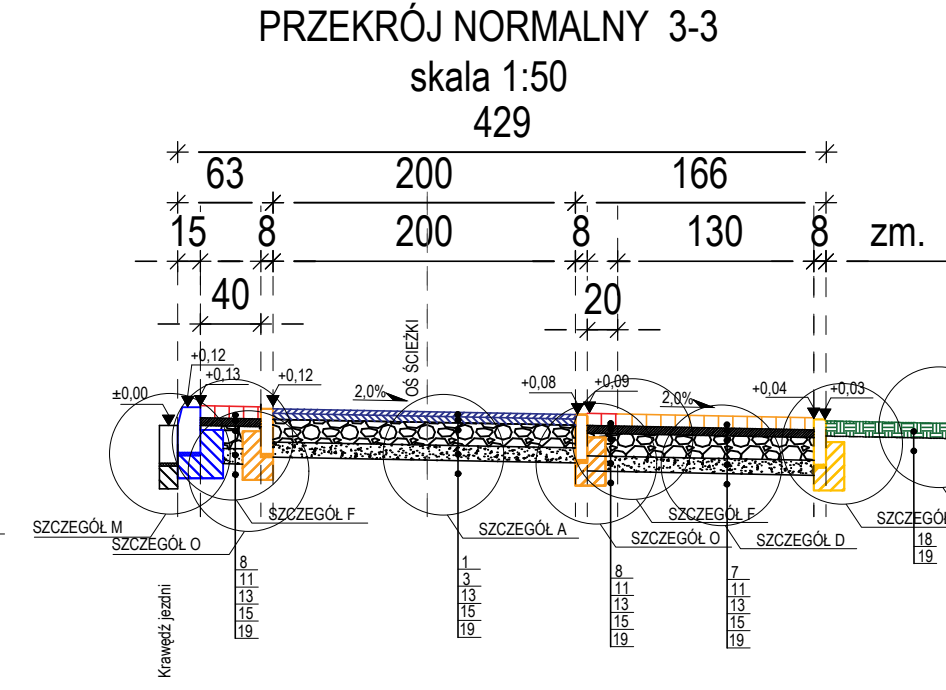 PRZEKRÓJ NORMALNY 3-3
skala 1:50
429
63 200 166
15 8 200 8 130 8 zm.
40 20
OŚ ŚCIEŻKI
±0,00
+0,12
+0,13
+0,12
2,0%
+0,08
+0,09
2,0%
+0,04
+0,03
SZCZEGÓŁ M
SZCZEGÓŁ O
SZCZEGÓŁ F
SZCZEGÓŁ A
SZCZEGÓŁ F
SZCZEGÓŁ O
SZCZEGÓŁ D
SZCZEGÓŁ
Krawędź jezdni
8
11
13
15
19
1
3
13
15
19
8
11
13
15
19
7
11
13
15
19
18
19